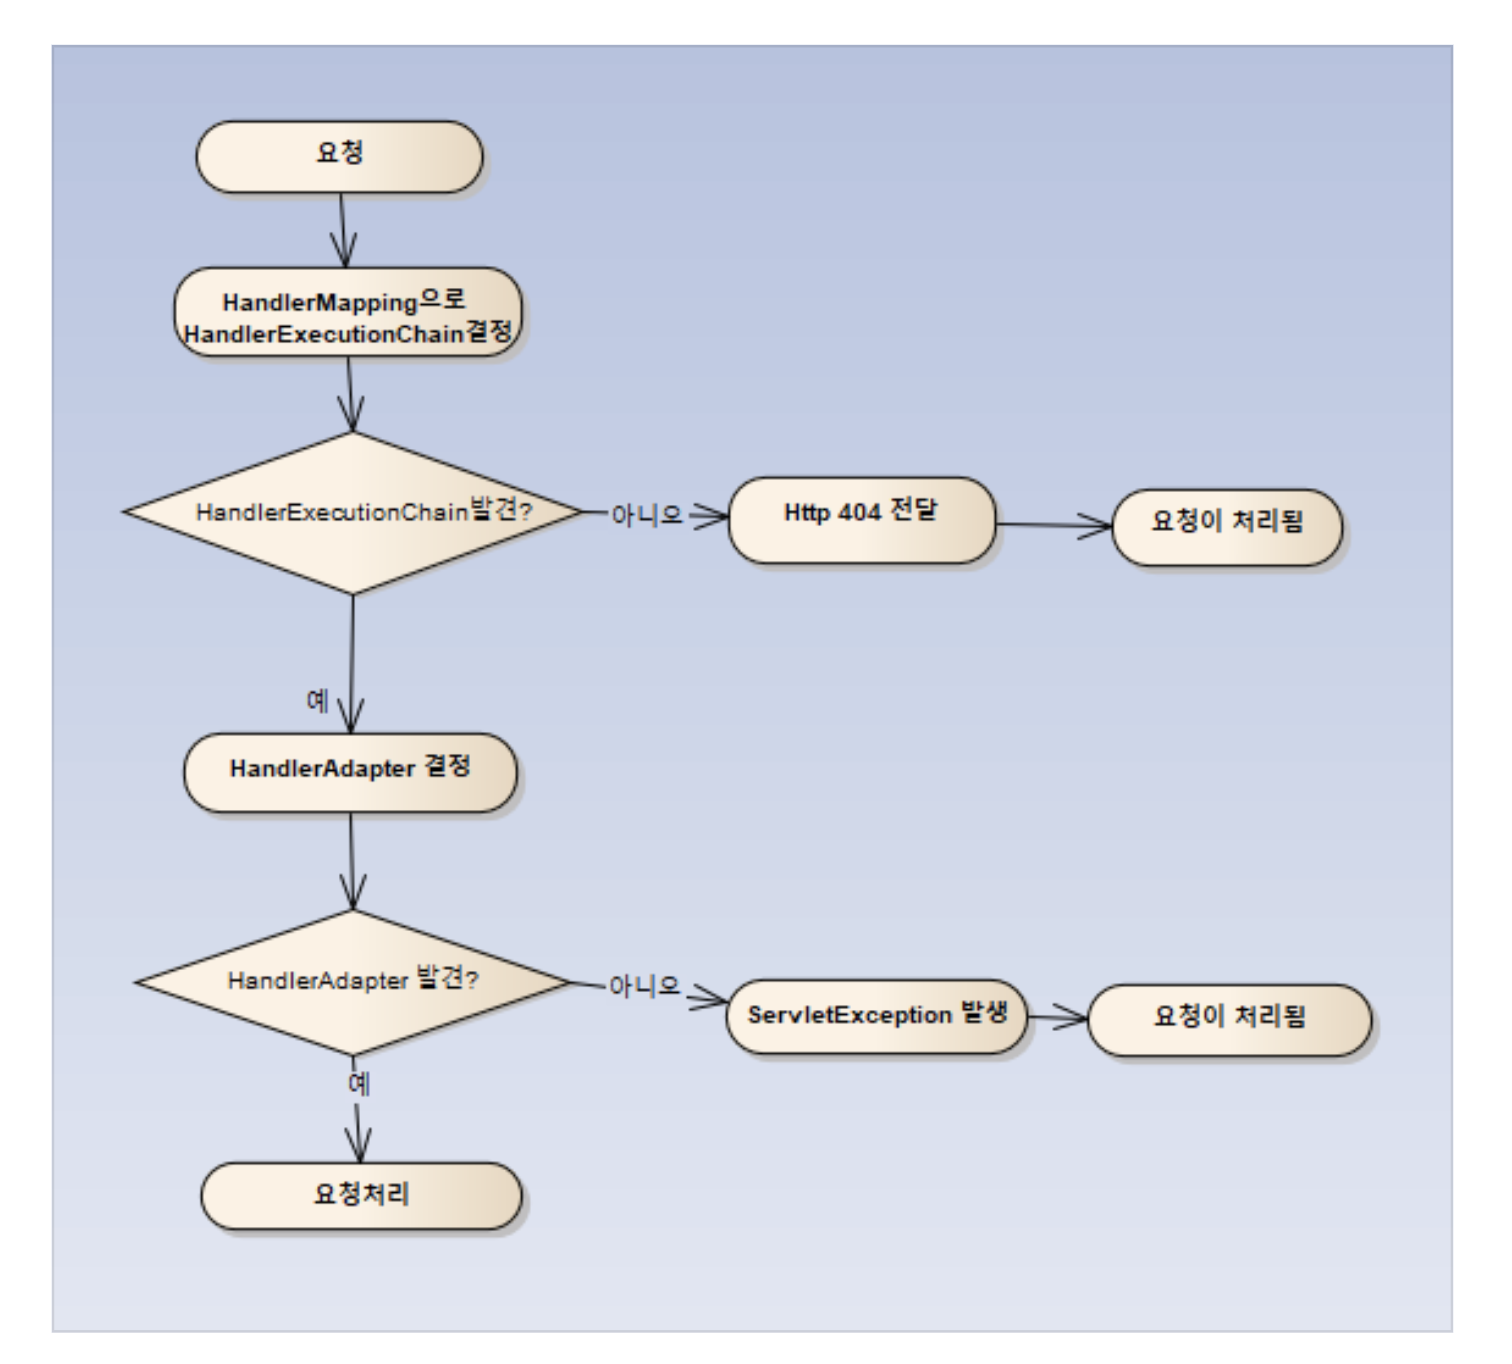 요청
HandlerMapping으로
HandlerExecutionChain결정
HandlerExecutionChain발견?
아니오
Http 404 전달
요청이 처리됨
예
HandlerAdapter 결정
HandlerAdapter 발견?
아니오
ServletException 발생
요청이 처리됨
예
요청처리